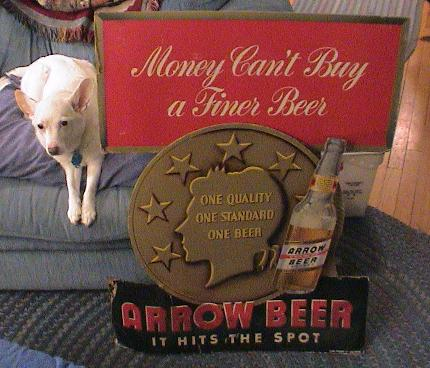 Money Can't Buy
a Finer Beer
ONE QUALITY
ONE STANDARD
ONE BEER
ARROW
BEER
ARROW BEER
IT HITS THE SPOT